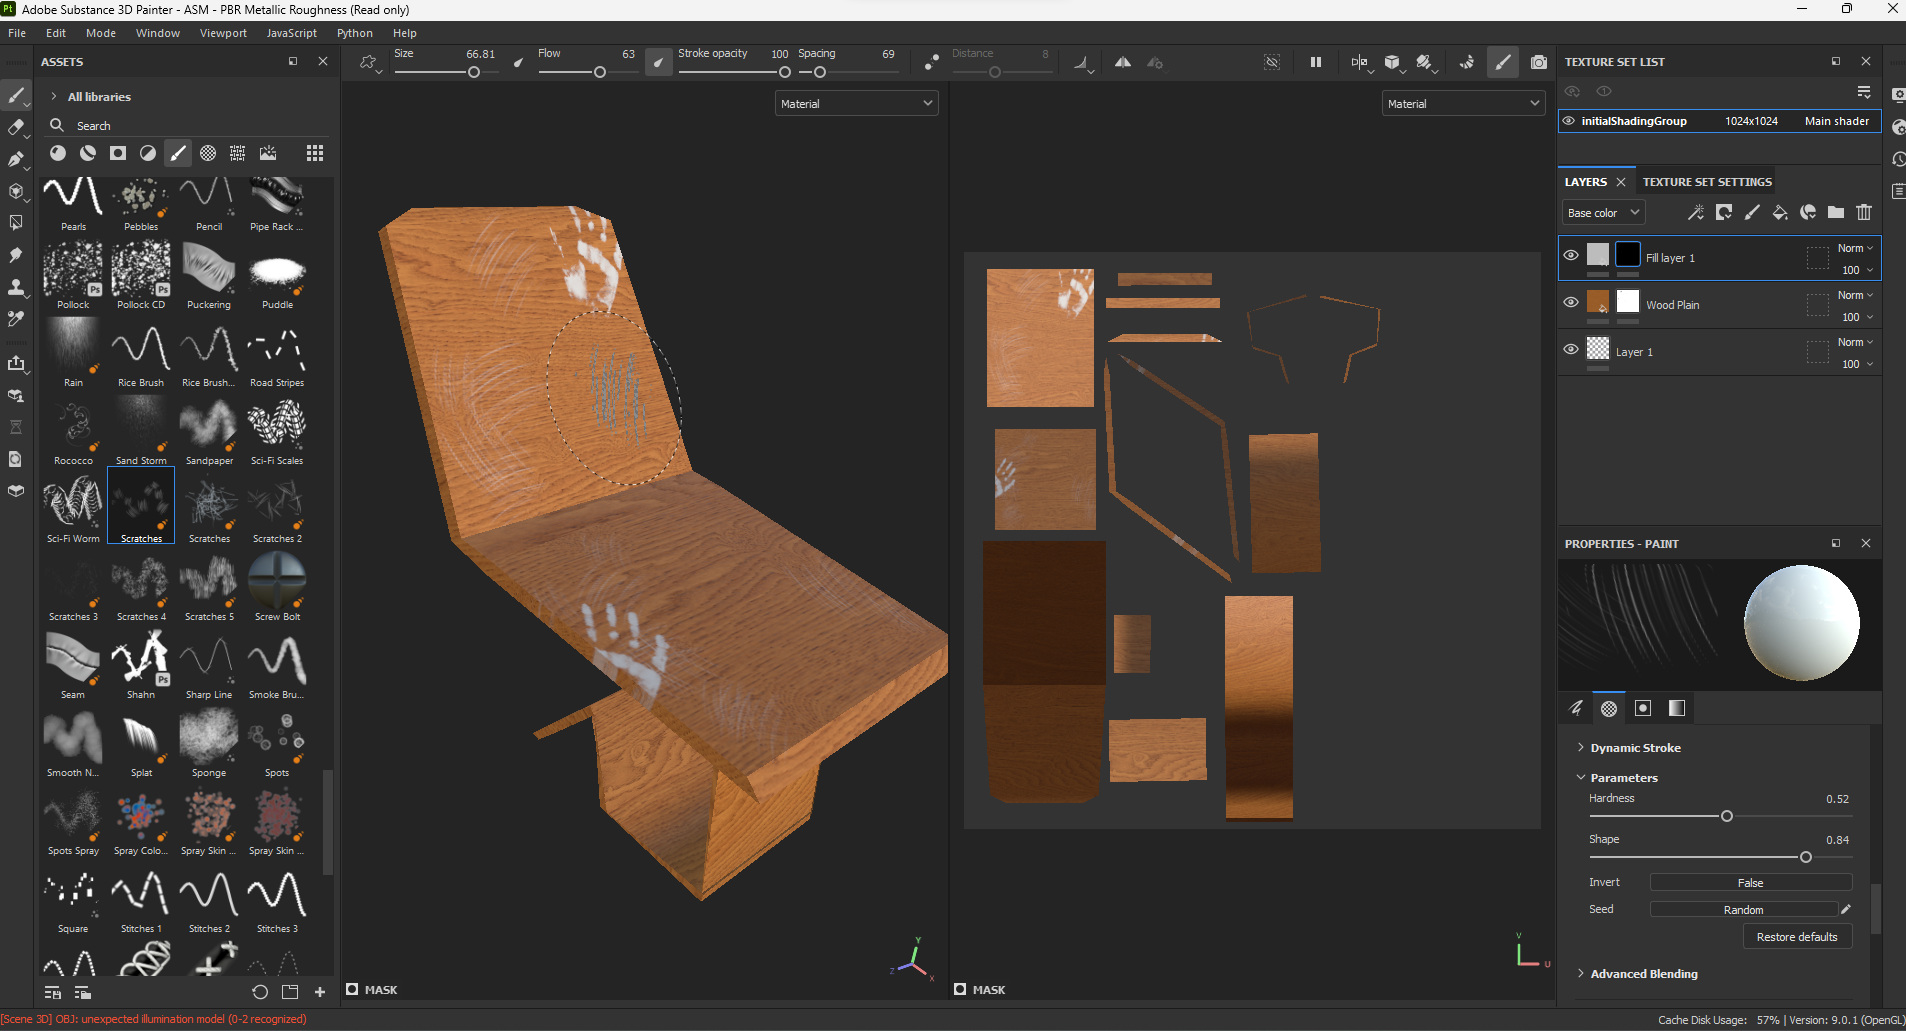 Pt Adobe Substance 3D Painter - ASM - PBR Metallic Roughness (Read only)
File Edit Mode Window Viewport JavaScript Python Help
ASSETS
Size 66.81 Flow 63 Stroke opacity 100 Spacing 69 Distance 8
All libraries
Search
Material
Material
Pearls Pebbles Pencil Pipe Rack ...
Ps Ps
Pollock Pollock CD Puckering Puddle
Rain Rice Brush Rice Brush... Road Stripes
Rococco Sand Storm Sandpaper Sci-Fi Scales
Sci-Fi Worm Scratches Scratches Scratches 2
Scratches 3 Scratches 4 Scratches 5 Screw Bolt
Ps
Seam Shahn Sharp Line Smoke Bru...
Smooth N... Splat Sponge Spots
Spots Spray Spray Colo... Spray Skin ... Spray Skin ...
Square Stitches 1 Stitches 2 Stitches 3
Y
Z
X
V
U
MASK
MASK
TEXTURE SET LIST
initialShadingGroup 1024x1024 Main shader
LAYERS TEXTURE SET SETTINGS
Base color
Fill layer 1 Norm
100
Wood Plain Norm
100
Layer 1 Norm
100
PROPERTIES - PAINT
Dynamic Stroke
Parameters
Hardness 0.52
Shape 0.84
Invert False
Seed Random
Restore defaults
Advanced Blending
[Scene 3D] OBJ: unexpected illumination model (0-2 recognized)
Cache Disk Usage: 57% | Version: 9.0.1 (OpenGL)